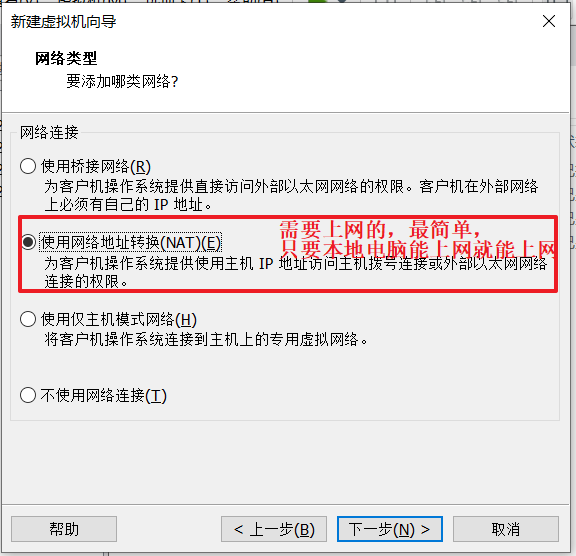 新建虚拟机向导
网络类型
要添加哪类网络?
网络连接
使用桥接网络(R)
为客户机操作系统提供直接访问外部以太网网络的权限。客户机在外部网络
上必须有自己的 IP 地址。
使用网络地址转换(NAT)(E)
需要上网的，最简单，
只要本地电脑能上网就能上网
为客户机操作系统提供使用主机 IP 地址访问主机拨号连接或外部以太网网络
连接的权限。
使用仅主机模式网络(H)
将客户机操作系统连接到主机上的专用虚拟网络。
不使用网络连接(T)
帮助
< 上一步(B)
下一步(N) >
取消